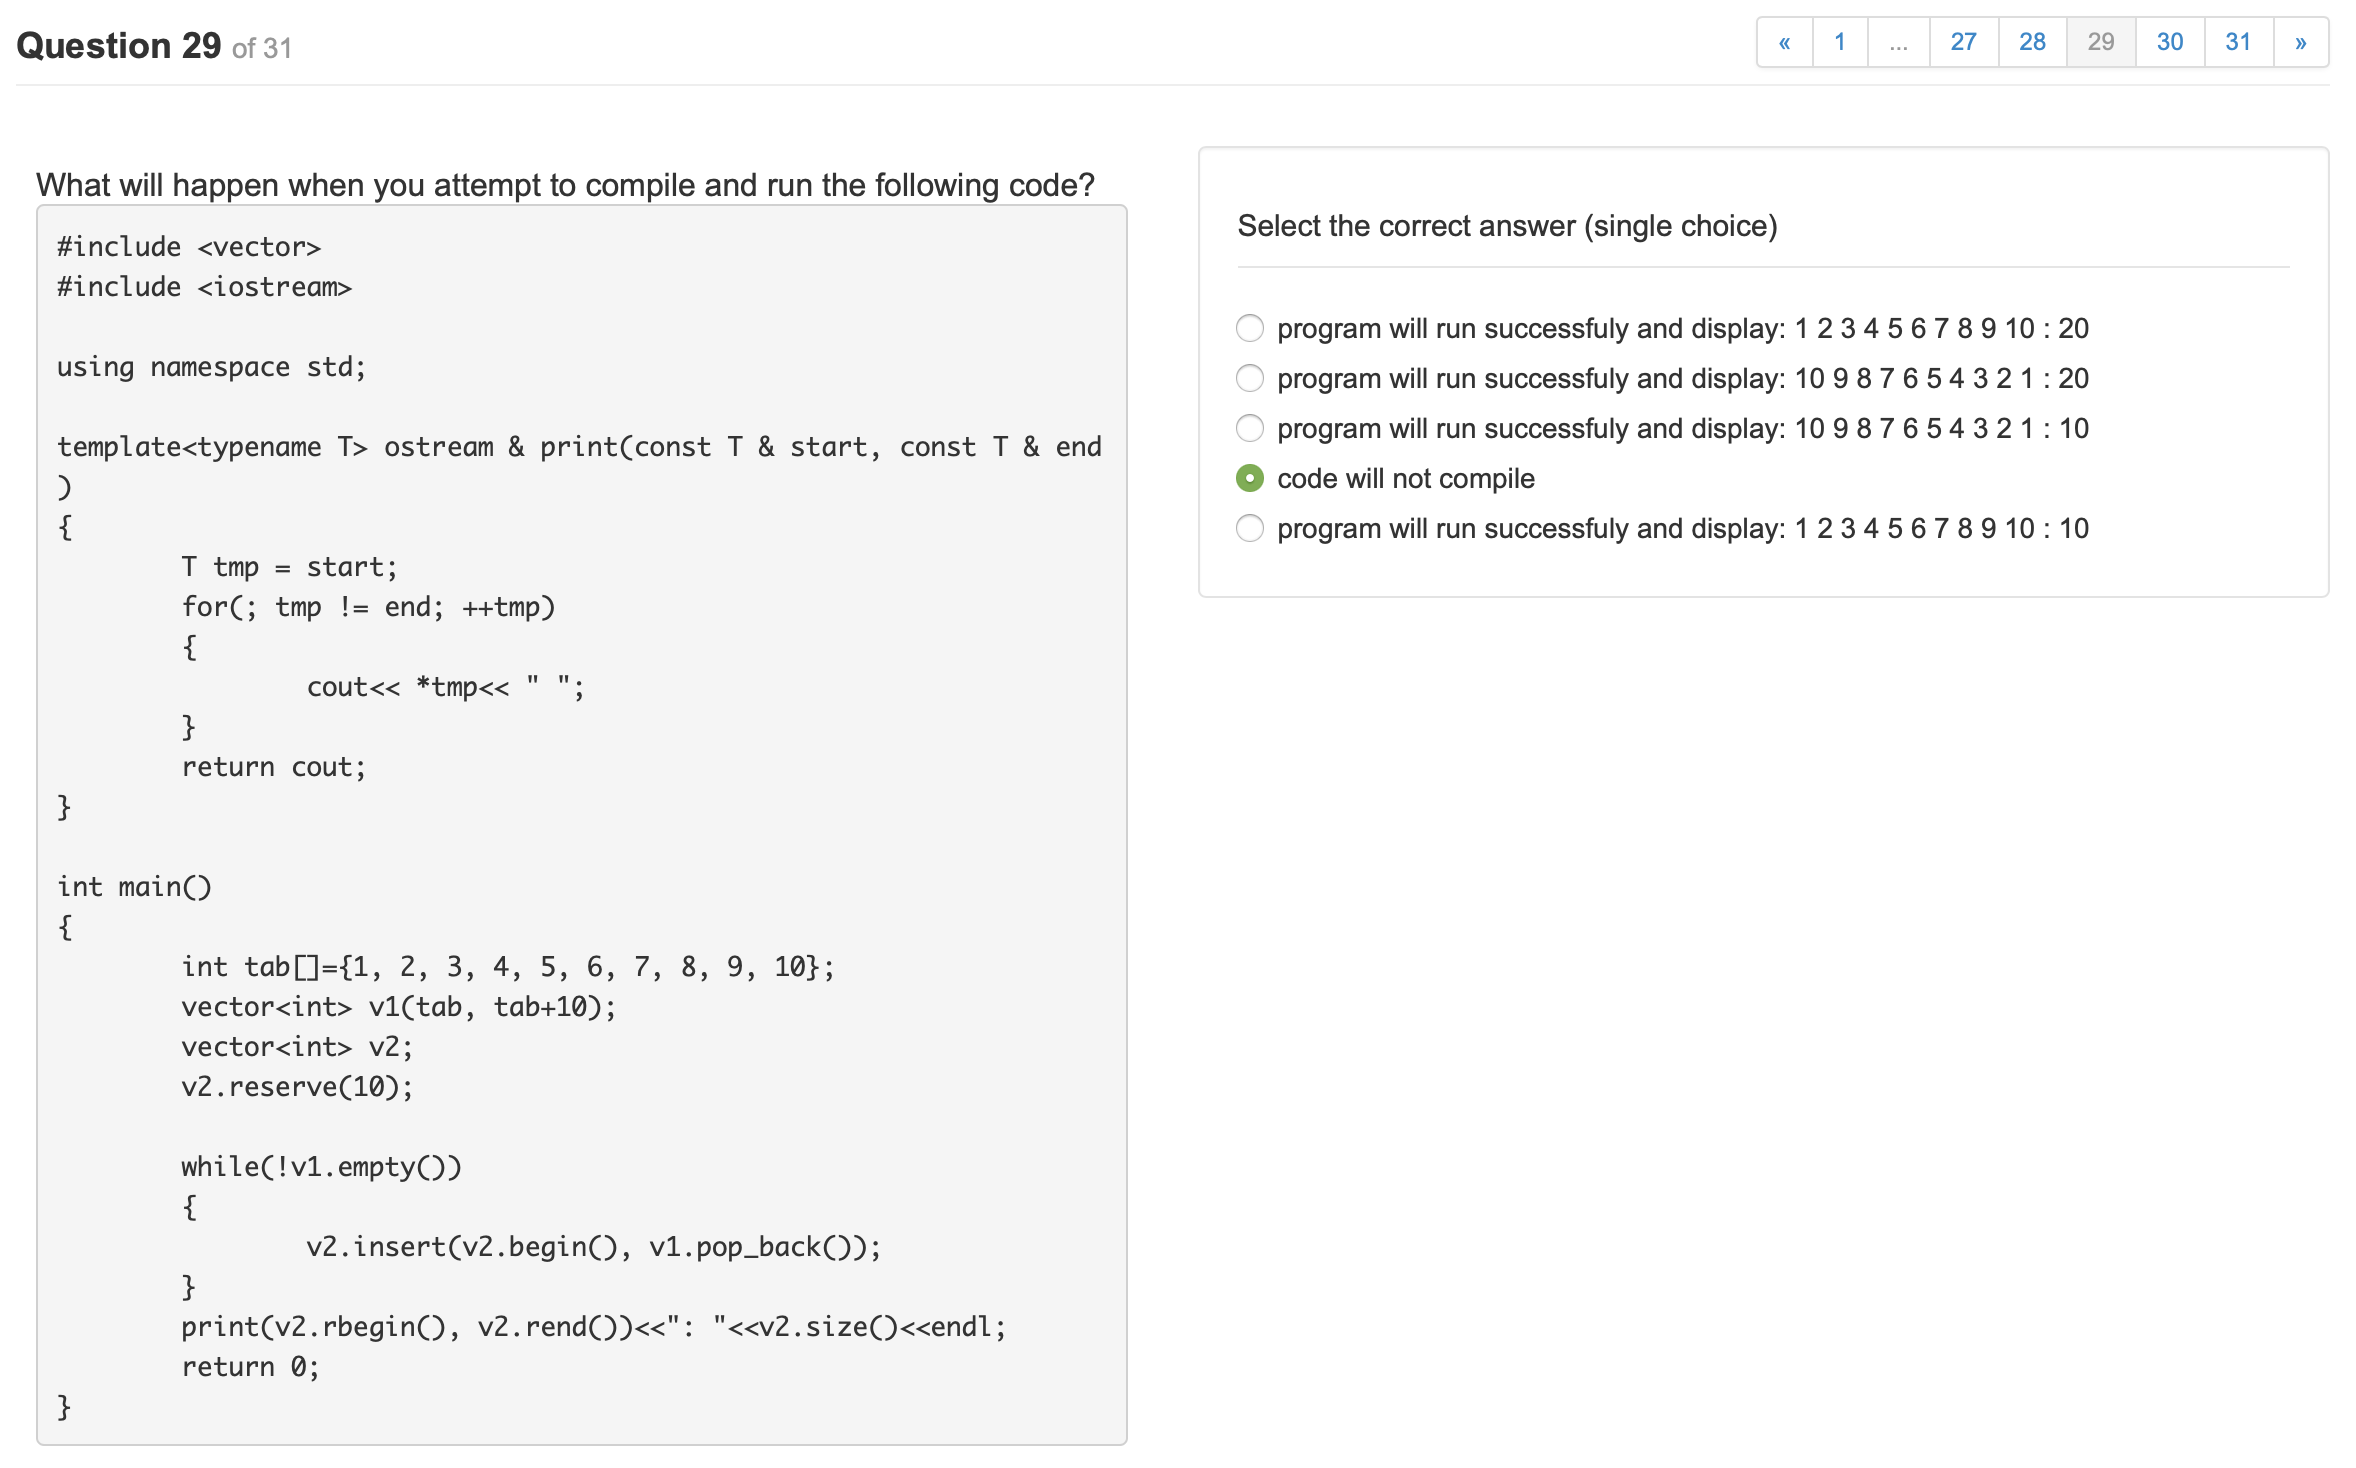 Question 29 of 31
« 1 ... 27 28 29 30 31 »
What will happen when you attempt to compile and run the following code?
#include <vector>
#include <iostream>
using namespace std;
template<typename T> ostream & print(const T & start, const T & end
)
{
T tmp = start;
for(; tmp != end; ++tmp)
{
cout<< *tmp<< " ";
}
return cout;
}
int main()
{
int tab[]={1, 2, 3, 4, 5, 6, 7, 8, 9, 10};
vector<int> v1(tab, tab+10);
vector<int> v2;
v2.reserve(10);
while(!v1.empty())
{
v2.insert(v2.begin(), v1.pop_back());
}
print(v2.rbegin(), v2.rend())<<": "<<v2.size()<<endl;
return 0;
}
Select the correct answer (single choice)
program will run successfuly and display: 1 2 3 4 5 6 7 8 9 10 : 20
program will run successfuly and display: 10 9 8 7 6 5 4 3 2 1 : 20
program will run successfuly and display: 10 9 8 7 6 5 4 3 2 1 : 10
code will not compile
program will run successfuly and display: 1 2 3 4 5 6 7 8 9 10 : 10